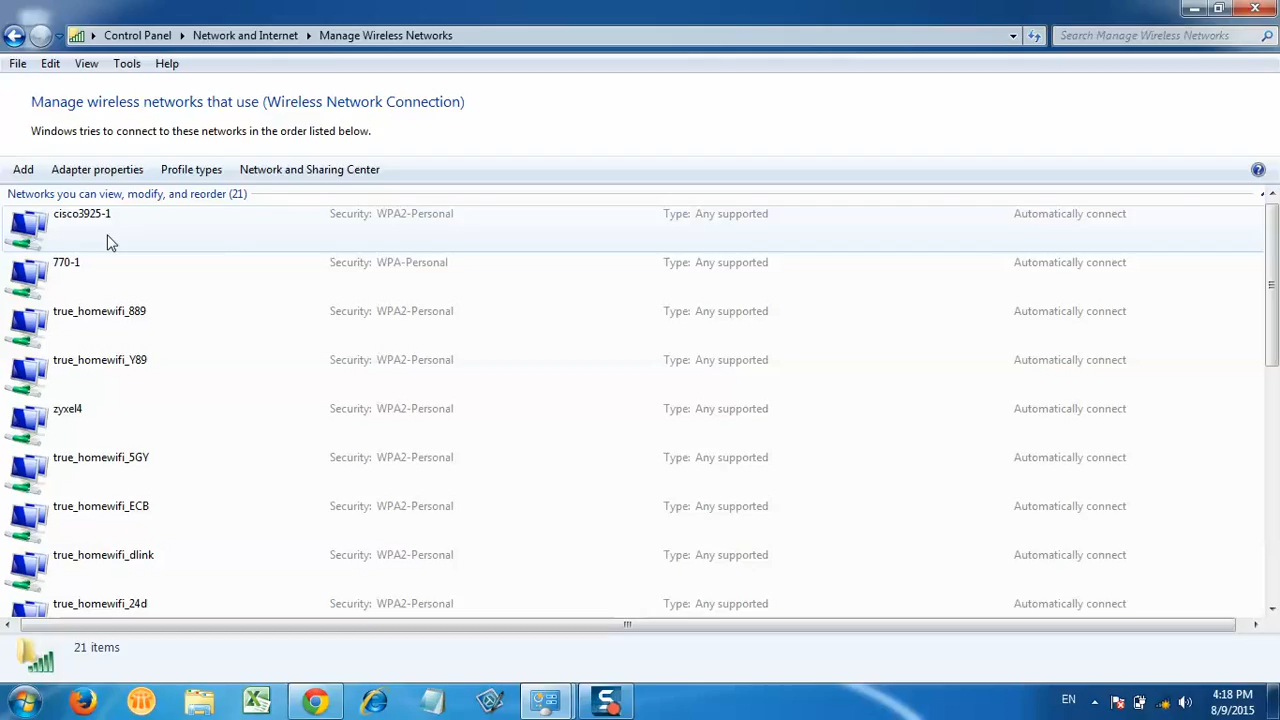 Control Panel Network and Internet Manage Wireless Networks Search Manage Wireless Networks
File Edit View Tools Help
Manage wireless networks that use (Wireless Network Connection)
Windows tries to connect to these networks in the order listed below.
Add Adapter properties Profile types Network and Sharing Center
Networks you can view, modify, and reorder (21)
cisco3925-1 Security: WPA2-Personal Type: Any supported Automatically connect
770-1 Security: WPA-Personal Type: Any supported Automatically connect
true_homewifi_889 Security: WPA2-Personal Type: Any supported Automatically connect
true_homewifi_Y89 Security: WPA2-Personal Type: Any supported Automatically connect
zyxel4 Security: WPA2-Personal Type: Any supported Automatically connect
true_homewifi_5GY Security: WPA2-Personal Type: Any supported Automatically connect
true_homewifi_ECB Security: WPA2-Personal Type: Any supported Automatically connect
true_homewifi_dlink Security: WPA2-Personal Type: Any supported Automatically connect
true_homewifi_24d Security: WPA2-Personal Type: Any supported Automatically connect
21 items
EN 4:18 PM
8/9/2015